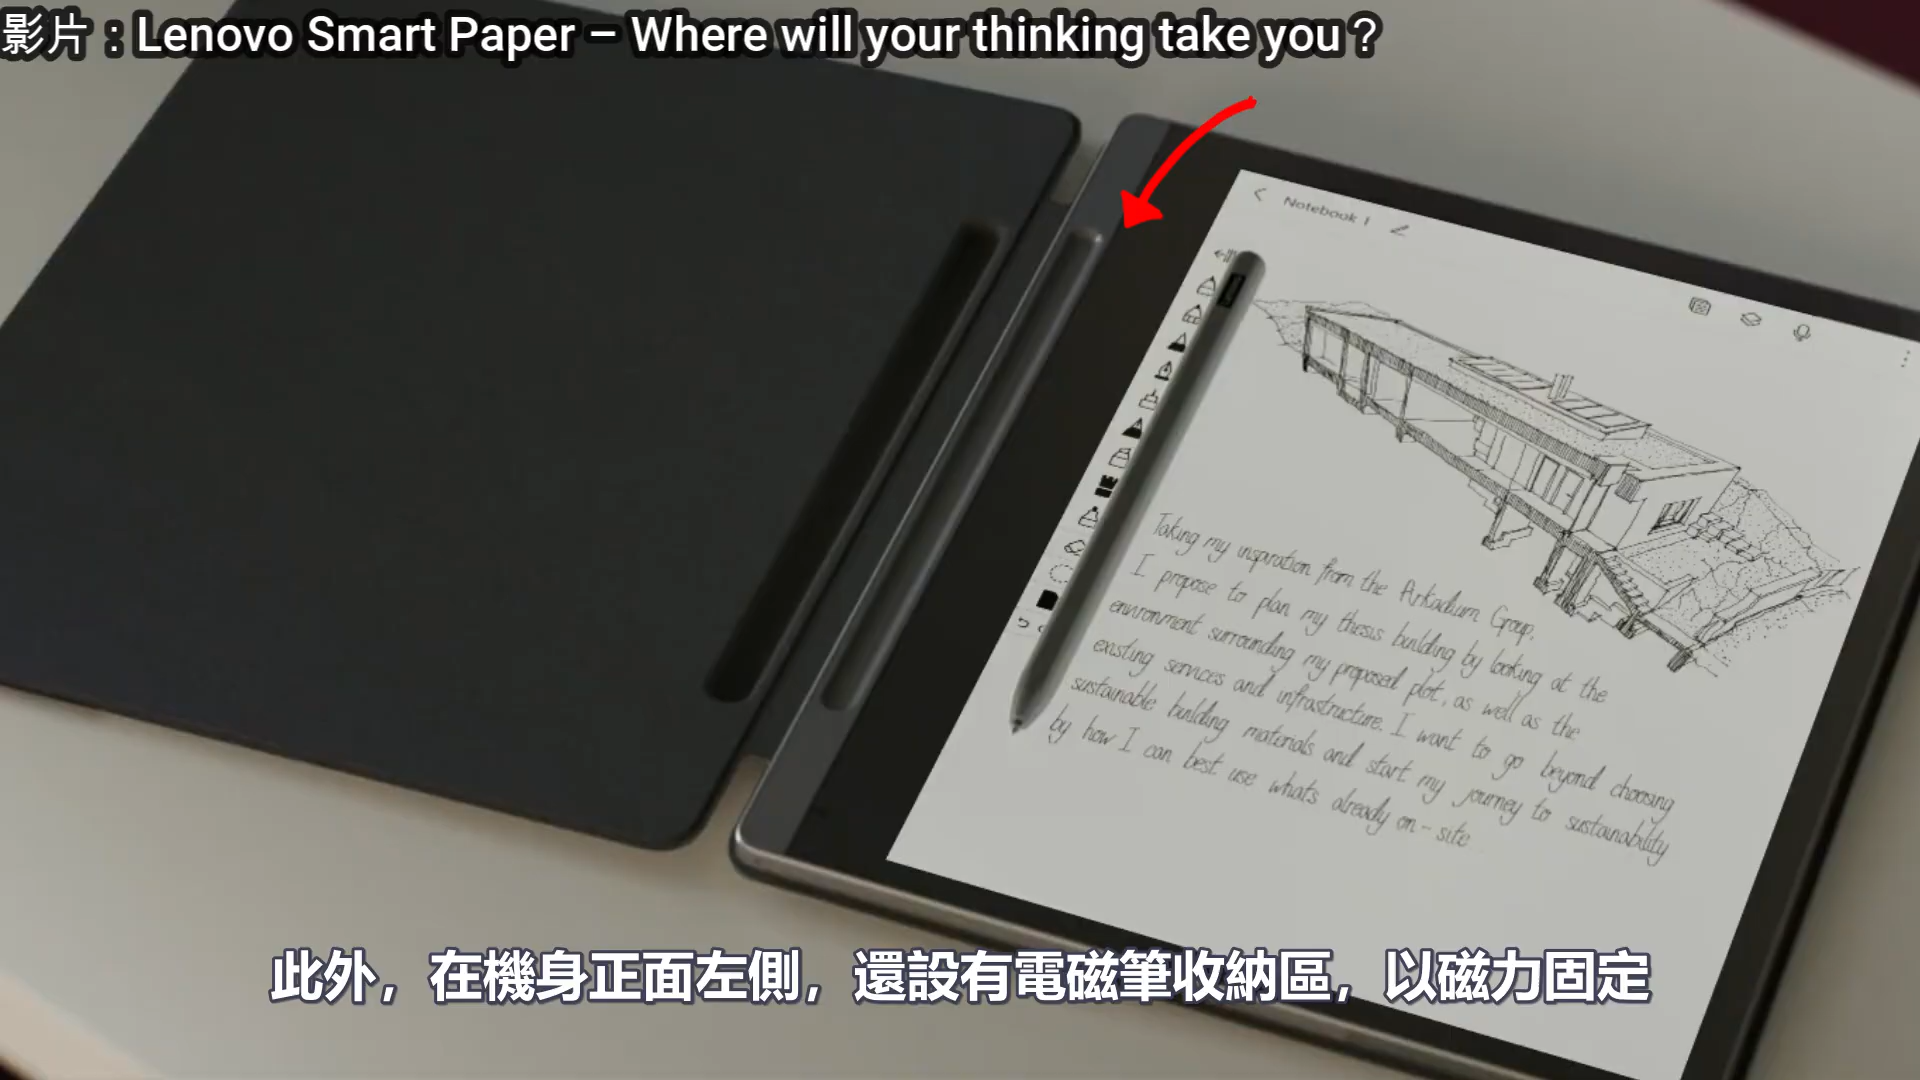 影片：Lenovo Smart Paper – Where will your thinking take you？
Notebook 1
Taking my inspiration from the Arkadium Group,
I propose to plan my thesis building by looking at the
environment surrounding my proposed plot, as well as the
existing services and infrastructure. I want to go beyond choosing
sustainable building materials and start my journey to sustainability
by how I can best use whats already on-site
此外，在機身正面左側，還設有電磁筆收納區，以磁力固定